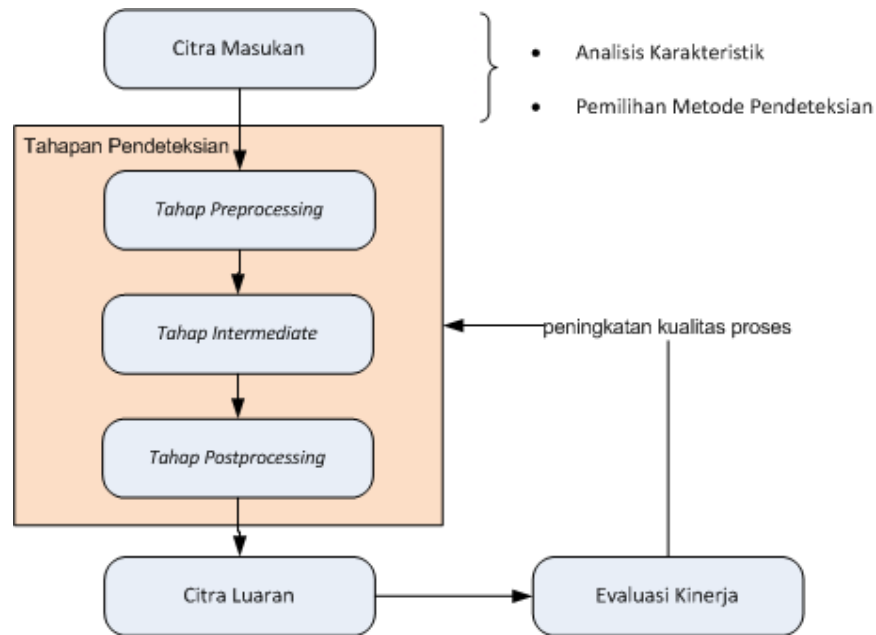 Citra Masukan
• Analisis Karakteristik
• Pemilihan Metode Pendeteksian
Tahapan Pendeteksian
Tahap Preprocessing
Tahap Intermediate
peningkatan kualitas proses
Tahap Postprocessing
Citra Luaran
Evaluasi Kinerja